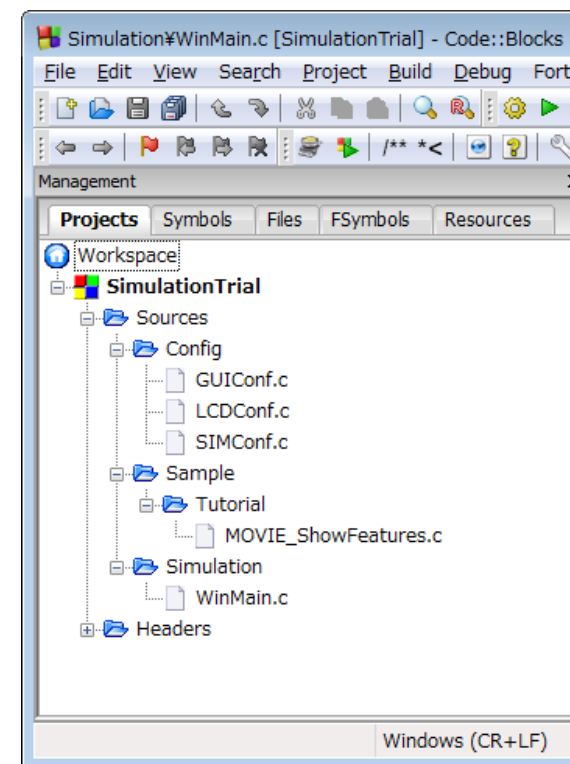 Simulation¥WinMain.c [SimulationTrial] - Code::Blocks
File Edit View Search Project Build Debug Fort
/** *<
Management
Projects Symbols Files FSymbols Resources
Workspace
SimulationTrial
Sources
Config
GUIConf.c
LCDConf.c
SIMConf.c
Sample
Tutorial
MOVIE_ShowFeatures.c
Simulation
WinMain.c
Headers
Windows (CR+LF)